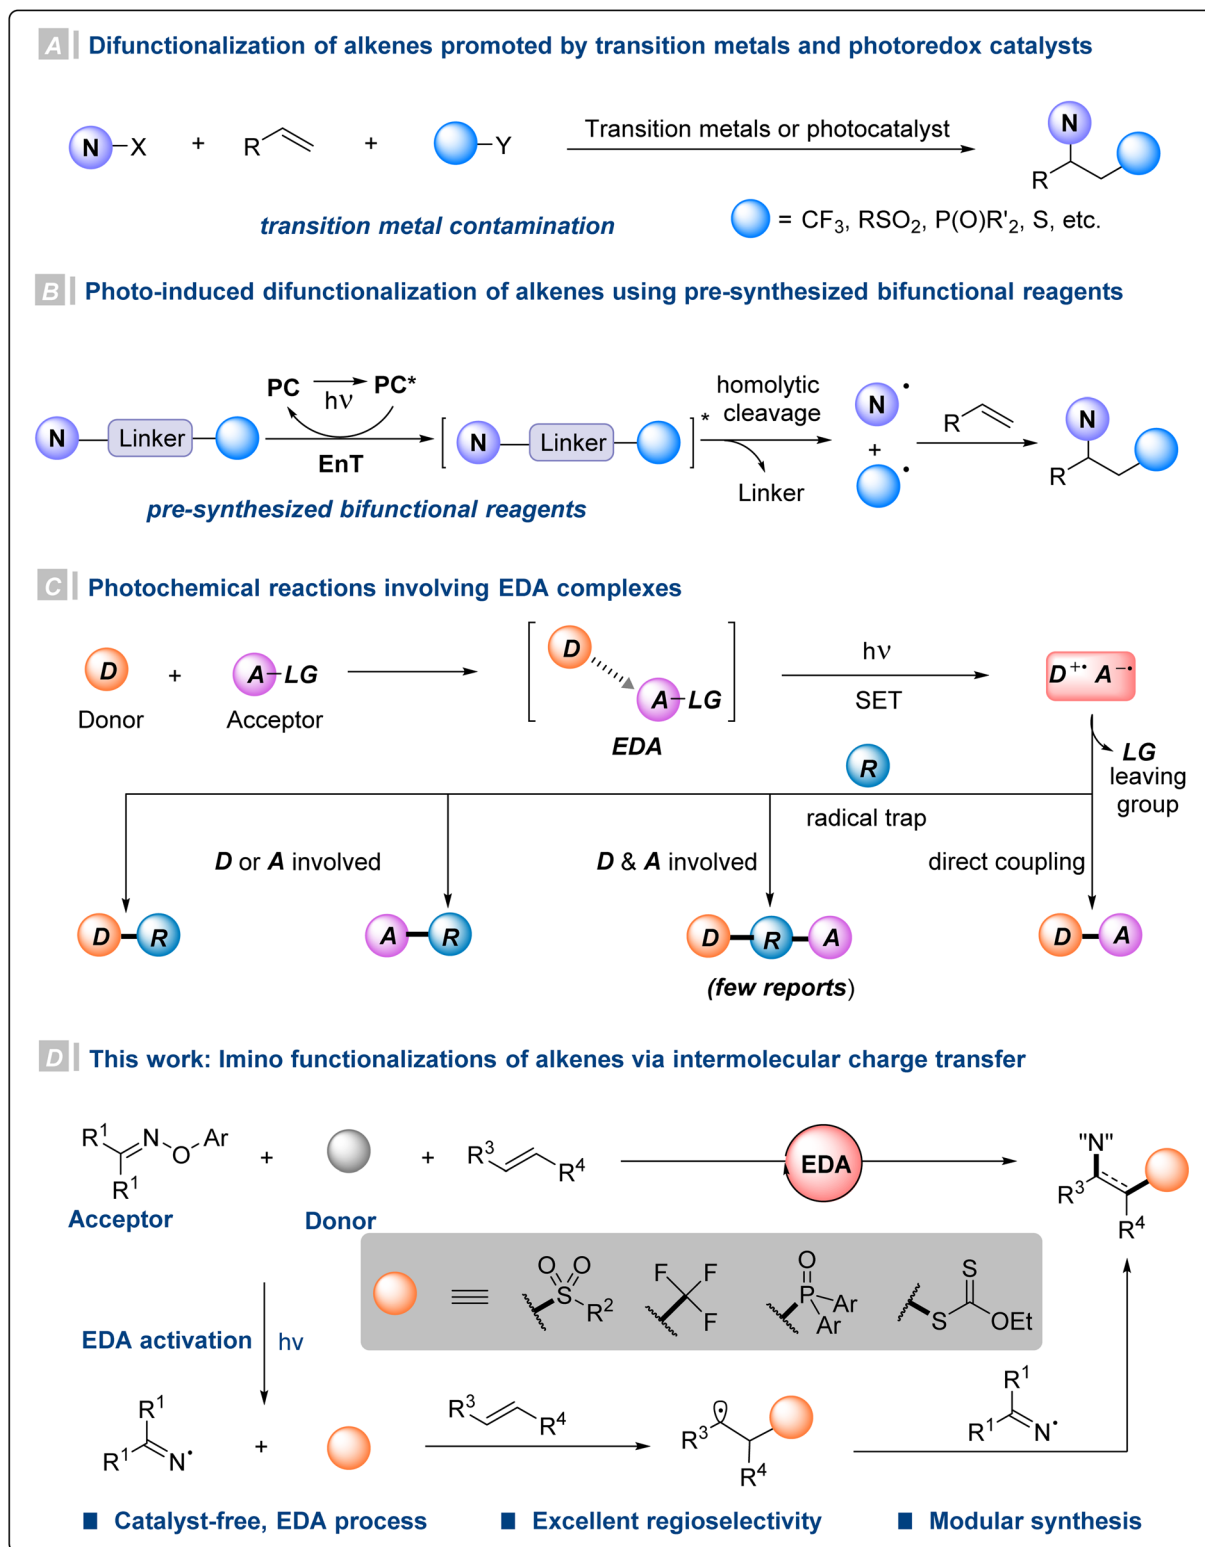 A Difunctionalization of alkenes promoted by transition metals and photoredox catalysts
N–X + R + –Y Transition metals or photocatalyst N R
transition metal contamination = CF3, RSO2, P(O)R'2, S, etc.
B Photo-induced difunctionalization of alkenes using pre-synthesized bifunctional reagents
PC hν PC*
N Linker EnT [ N Linker ]* homolytic cleavage Linker N • + • R N R
pre-synthesized bifunctional reagents
C Photochemical reactions involving EDA complexes
D + A–LG [ D A–LG ] hν SET D+• A−•
Donor Acceptor EDA
LG
leaving
group
R
radical trap
D or A involved D & A involved direct coupling
D–R A–R D–R–A D–A
(few reports)
D This work: Imino functionalizations of alkenes via intermolecular charge transfer
R1 R1 N O Ar + + R3 R4 EDA "N" R3 R4
Acceptor Donor
≡ O O S R2 F F F O P Ar Ar S S OEt
EDA activation hν
R1 R1 N• + R3 R4 R3 • R4 R1 R1 N•
■ Catalyst-free, EDA process ■ Excellent regioselectivity ■ Modular synthesis